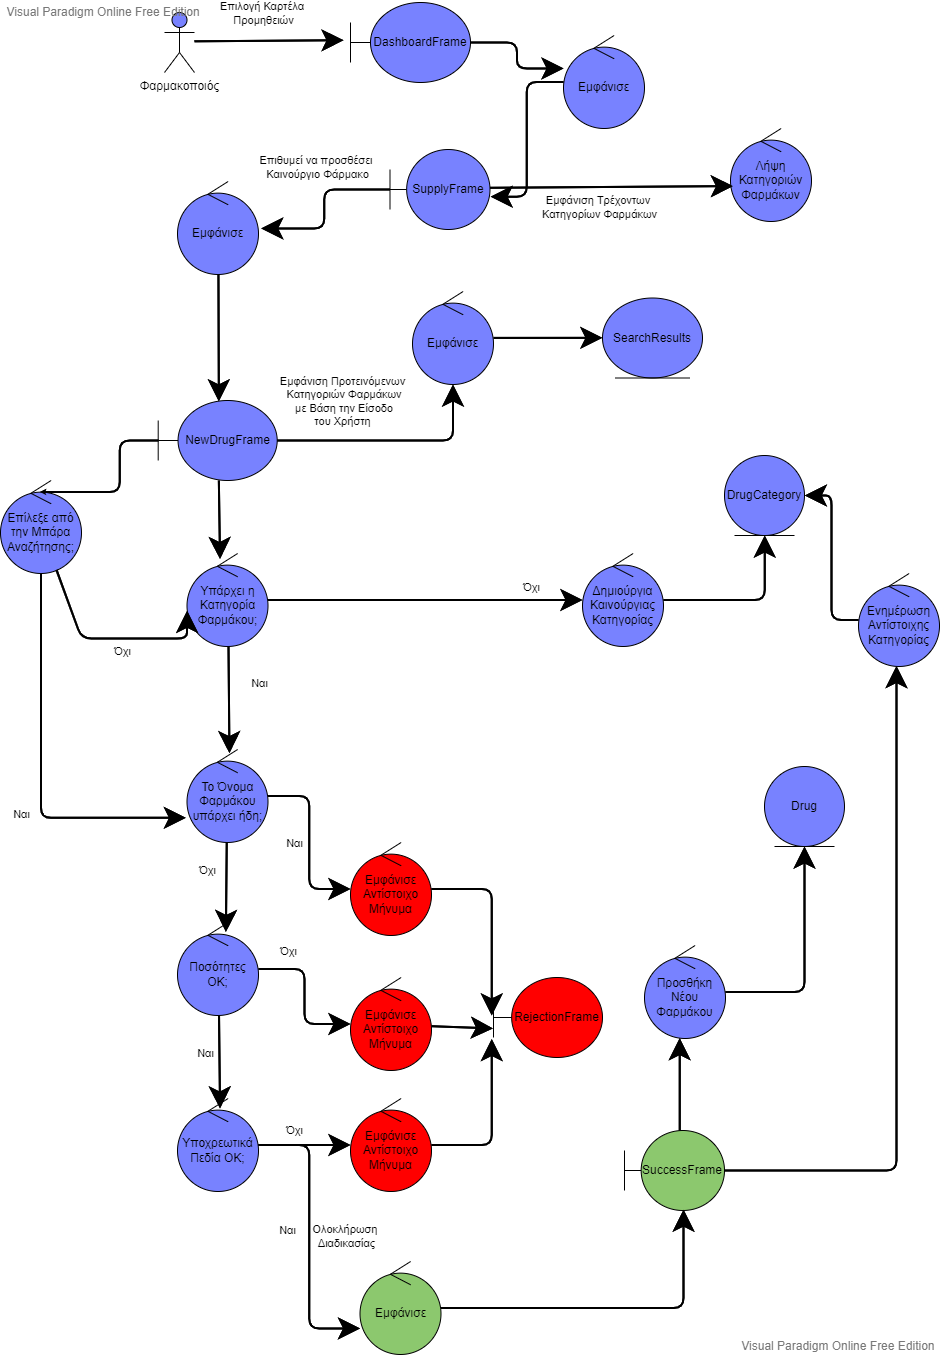 Visual Paradigm Online Free Edition
Επιλογή Καρτέλα
Προμηθειών
Φαρμακοποιός
DashboardFrame
Εμφάνισε
Επιθυμεί να προσθέσει
Καινούργιο Φάρμακο
SupplyFrame
Λήψη
Κατηγοριών
Φαρμάκων
Εμφάνιση Τρέχοντων
Κατηγορίων Φαρμάκων
Εμφάνισε
Εμφάνισε
SearchResults
Εμφάνιση Προτεινόμενων
Κατηγοριών Φαρμάκων
με Βάση την Είσοδο
του Χρήστη
NewDrugFrame
DrugCategory
Επίλεξε από
την Μπάρα
Αναζήτησης;
Υπάρχει η
Κατηγορία
Φαρμάκου;
Όχι
Δημιούργια
Καινούργιας
Κατηγορίας
Ενημέρωση
Αντίστοιχης
Κατηγορίας
Όχι
Ναι
Το Όνομα
Φαρμάκου
υπάρχει ήδη;
Ναι
Drug
Ναι
Όχι
Εμφάνισε
Αντίστοιχο
Μήνυμα
Ποσότητες
ΟΚ;
Όχι
Προσθήκη
Νέου
Φαρμάκου
Εμφάνισε
Αντίστοιχο
Μήνυμα
RejectionFrame
Ναι
Υποχρεωτικά
Πεδία ΟΚ;
Όχι
Εμφάνισε
Αντίστοιχο
Μήνυμα
SuccessFrame
Ναι
Ολοκλήρωση
Διαδικασίας
Εμφάνισε
Visual Paradigm Online Free Edition